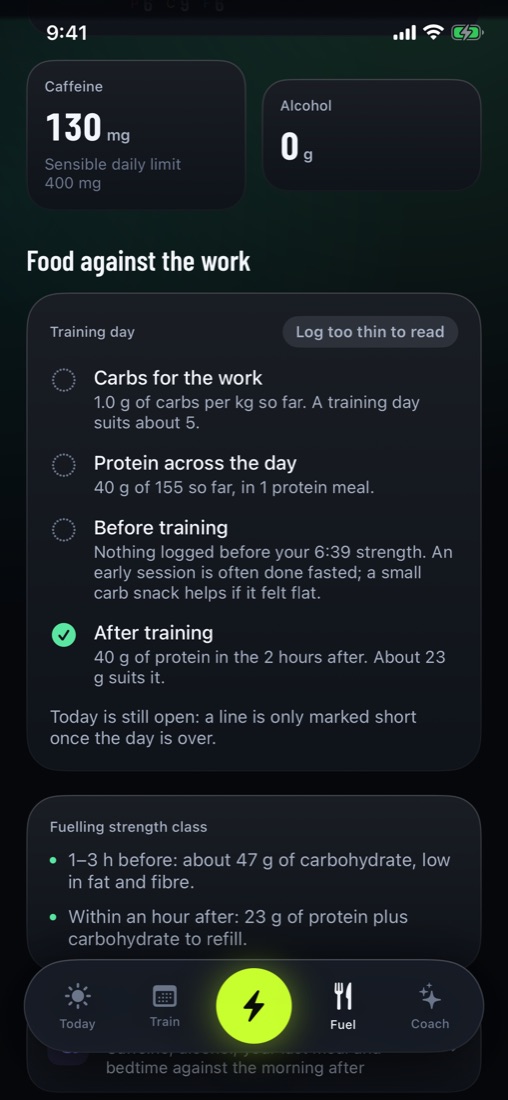 9:41
Caffeine
130 mg
Sensible daily limit
400 mg
Alcohol
0 g
Food against the work
Training day
Log too thin to read
Carbs for the work
1.0 g of carbs per kg so far. A training day
suits about 5.
Protein across the day
40 g of 155 so far, in 1 protein meal.
Before training
Nothing logged before your 6:39 strength. An
early session is often done fasted; a small
carb snack helps if it felt flat.
After training
40 g of protein in the 2 hours after. About 23
g suits it.
Today is still open: a line is only marked short
once the day is over.
Fuelling strength class
1–3 h before: about 47 g of carbohydrate, low
in fat and fibre.
Within an hour after: 23 g of protein plus
carbohydrate to refill.
Today
Train
Fuel
Coach
bedtime against the morning after